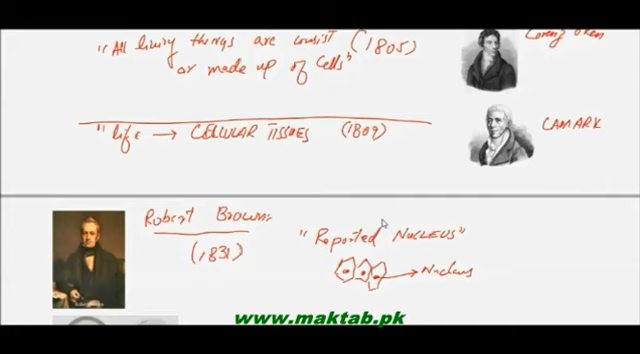 "All living things are consist (1805)
or made up of Cells"
Lorenz Oken
"life → CELLULAR TISSUES (1809)
LAMARK
Robert Brown
(1831)
"Reported NUCLEUS"
Nucleus
www.maktab.pk